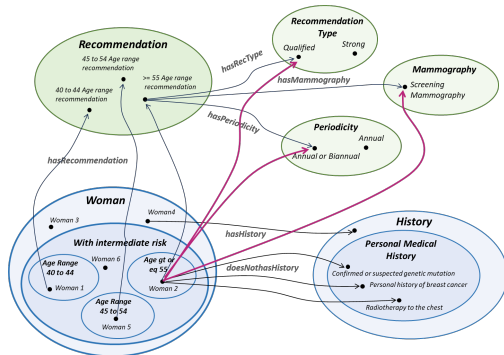 Recommendation
Type
Qualified
Strong
Recommendation
45 to 54 Age range
recommendation
>= 55 Age range
recommendation
40 to 44 Age range
recommendation
hasRecType
hasMammography
Mammography
Screening
Mammography
hasPeriodicity
Periodicity
Annual
Annual or Biannual
hasRecommendation
Woman
Woman 3
Woman4
With intermediate risk
Age Range
40 to 44
Woman 1
Woman 6
Age gt or
eq 55
Woman 2
Age Range
45 to 54
Woman 5
hasHistory
doesNothasHistory
History
Personal Medical
History
Confirmed or suspected genetic mutation
Personal history of breast cancer
Radiotherapy to the chest